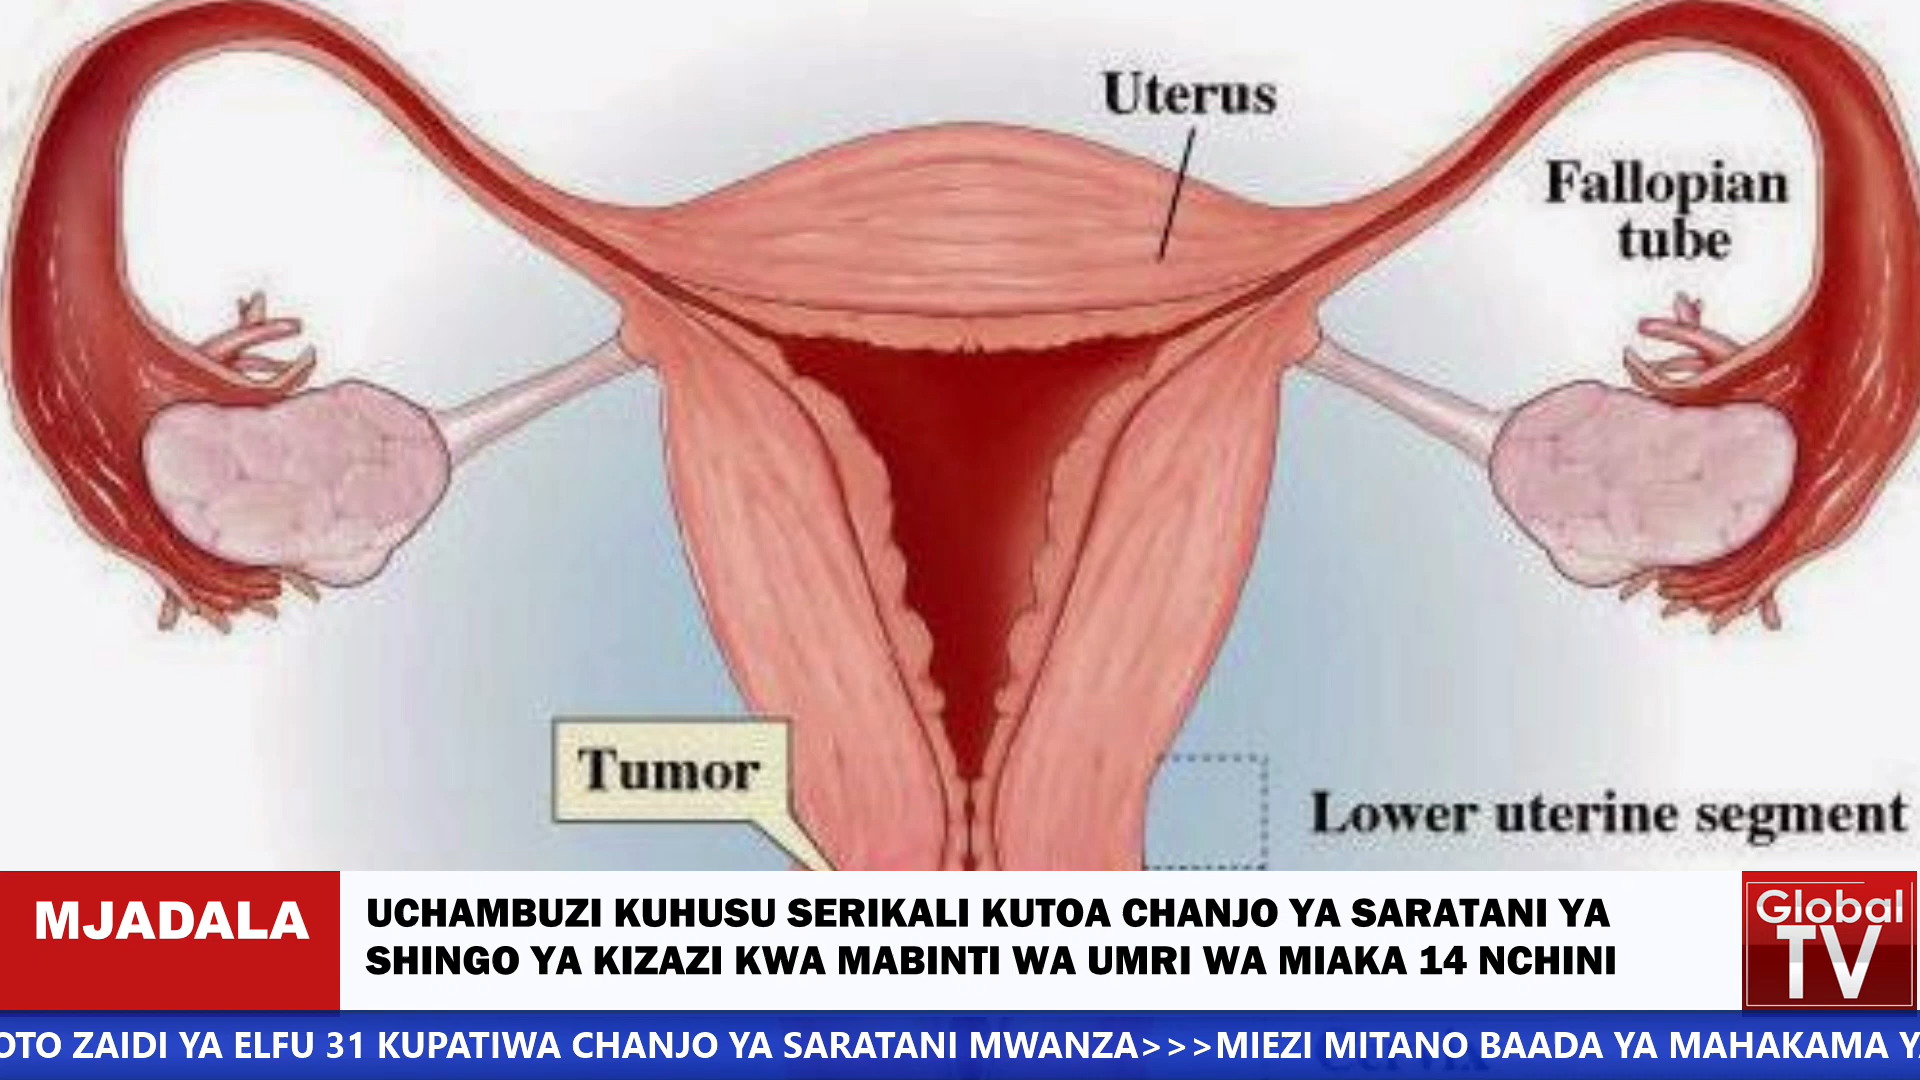 Uterus
Fallopian
tube
Tumor
Lower uterine segment
MJADALA
UCHAMBUZI KUHUSU SERIKALI KUTOA CHANJO YA SARATANI YA
SHINGO YA KIZAZI KWA MABINTI WA UMRI WA MIAKA 14 NCHINI
Global
TV
OTO ZAIDI YA ELFU 31 KUPATIWA CHANJO YA SARATANI MWANZA>>>MIEZI MITANO BAADA YA MAHAKAMA Y